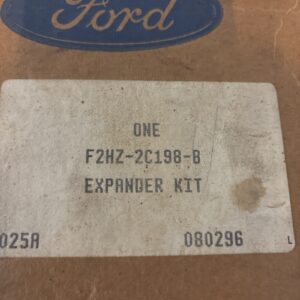 Ford
ONE
F2HZ-2C198-B
EXPANDER KIT
025A 080296 L